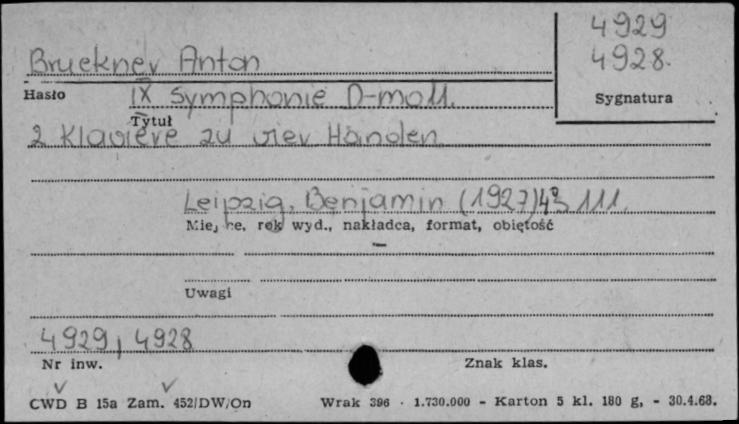 4929
4928.
Bruckner Anton
Hasło
IX Symphonie D-moll.
Sygnatura
Tytuł
2 Klaviere zu vier Händen
Leipzig, Benjamin (1927) 4º 111.
Miejsce, rok wyd., nakładca, format, objętość
Uwagi
4929, 4928
Nr inw.
Znak klas.
CWD B 15a Zam. 452/DW/On Wrak 396 · 1.730.000 - Karton 5 kl. 180 g, - 30.4.68.